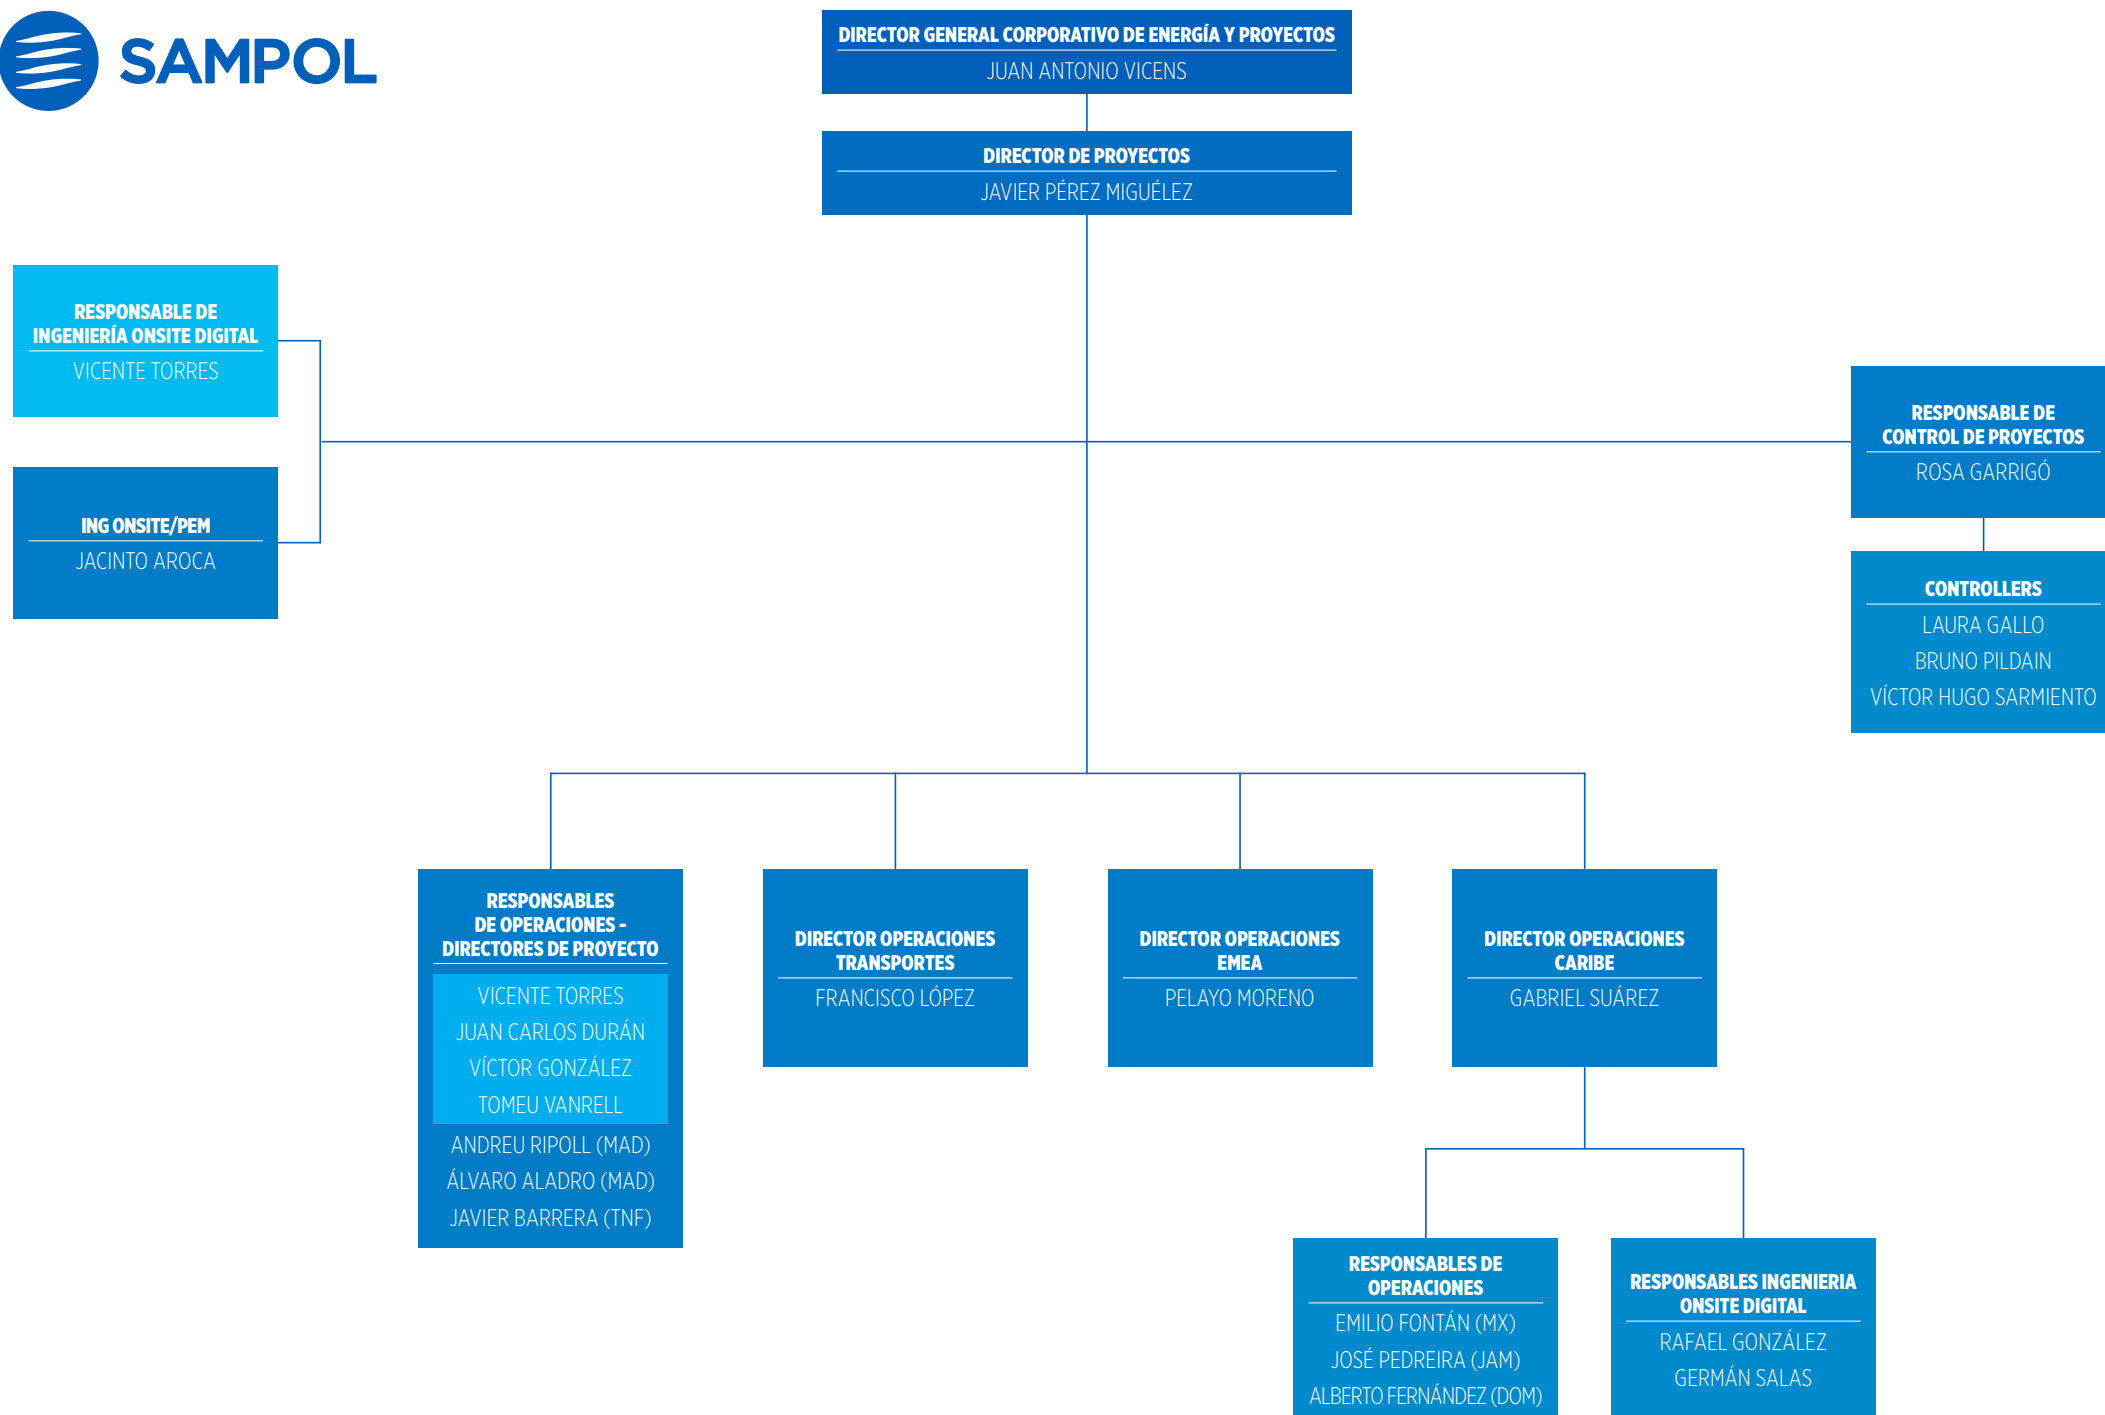 SAMPOL
DIRECTOR GENERAL CORPORATIVO DE ENERGÍA Y PROYECTOS
JUAN ANTONIO VICENS
DIRECTOR DE PROYECTOS
JAVIER PÉREZ MIGUÉLEZ
RESPONSABLE DE
INGENIERÍA ONSITE DIGITAL
VICENTE TORRES
ING ONSITE/PEM
JACINTO AROCA
RESPONSABLE DE
CONTROL DE PROYECTOS
ROSA GARRIGÓ
CONTROLLERS
LAURA GALLO
BRUNO PILDAIN
VÍCTOR HUGO SARMIENTO
RESPONSABLES
DE OPERACIONES -
DIRECTORES DE PROYECTO
VICENTE TORRES
JUAN CARLOS DURÁN
VÍCTOR GONZÁLEZ
TOMEU VANRELL
ANDREU RIPOLL (MAD)
ÁLVARO ALADRO (MAD)
JAVIER BARRERA (TNF)
DIRECTOR OPERACIONES
TRANSPORTES
FRANCISCO LÓPEZ
DIRECTOR OPERACIONES
EMEA
PELAYO MORENO
DIRECTOR OPERACIONES
CARIBE
GABRIEL SUÁREZ
RESPONSABLES DE
OPERACIONES
EMILIO FONTÁN (MX)
JOSÉ PEDREIRA (JAM)
ALBERTO FERNÁNDEZ (DOM)
RESPONSABLES INGENIERIA
ONSITE DIGITAL
RAFAEL GONZÁLEZ
GERMÁN SALAS